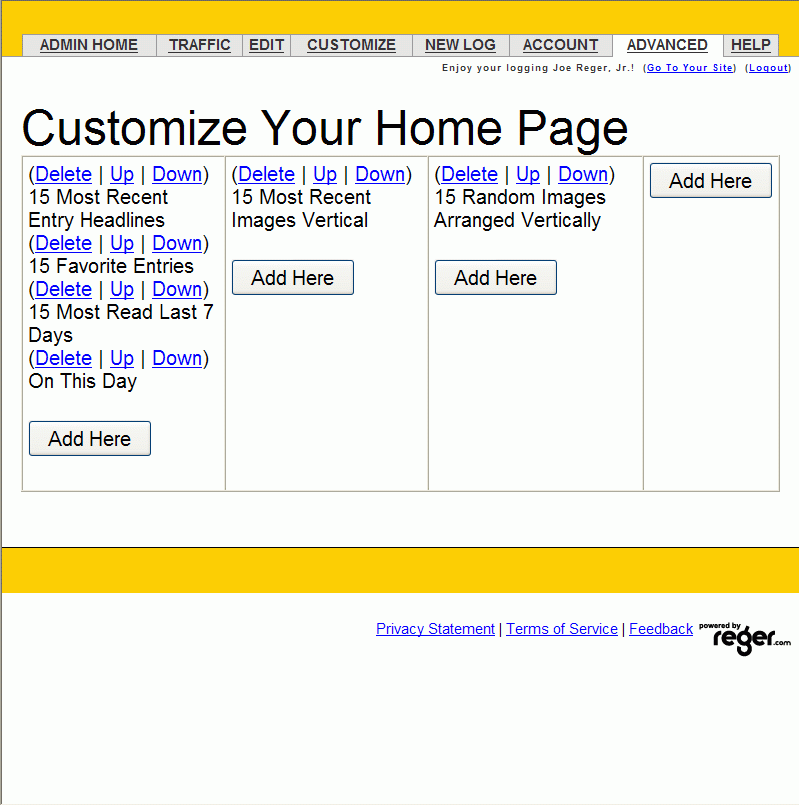 ADMIN HOME TRAFFIC EDIT CUSTOMIZE NEW LOG ACCOUNT ADVANCED HELP
Enjoy your logging Joe Reger, Jr.! (Go To Your Site) (Logout)
Customize Your Home Page
(Delete | Up | Down)
15 Most Recent
Entry Headlines
(Delete | Up | Down)
15 Favorite Entries
(Delete | Up | Down)
15 Most Read Last 7
Days
(Delete | Up | Down)
On This Day
Add Here
(Delete | Up | Down)
15 Most Recent
Images Vertical
Add Here
(Delete | Up | Down)
15 Random Images
Arranged Vertically
Add Here
Add Here
Privacy Statement | Terms of Service | Feedback
powered by
reger.com